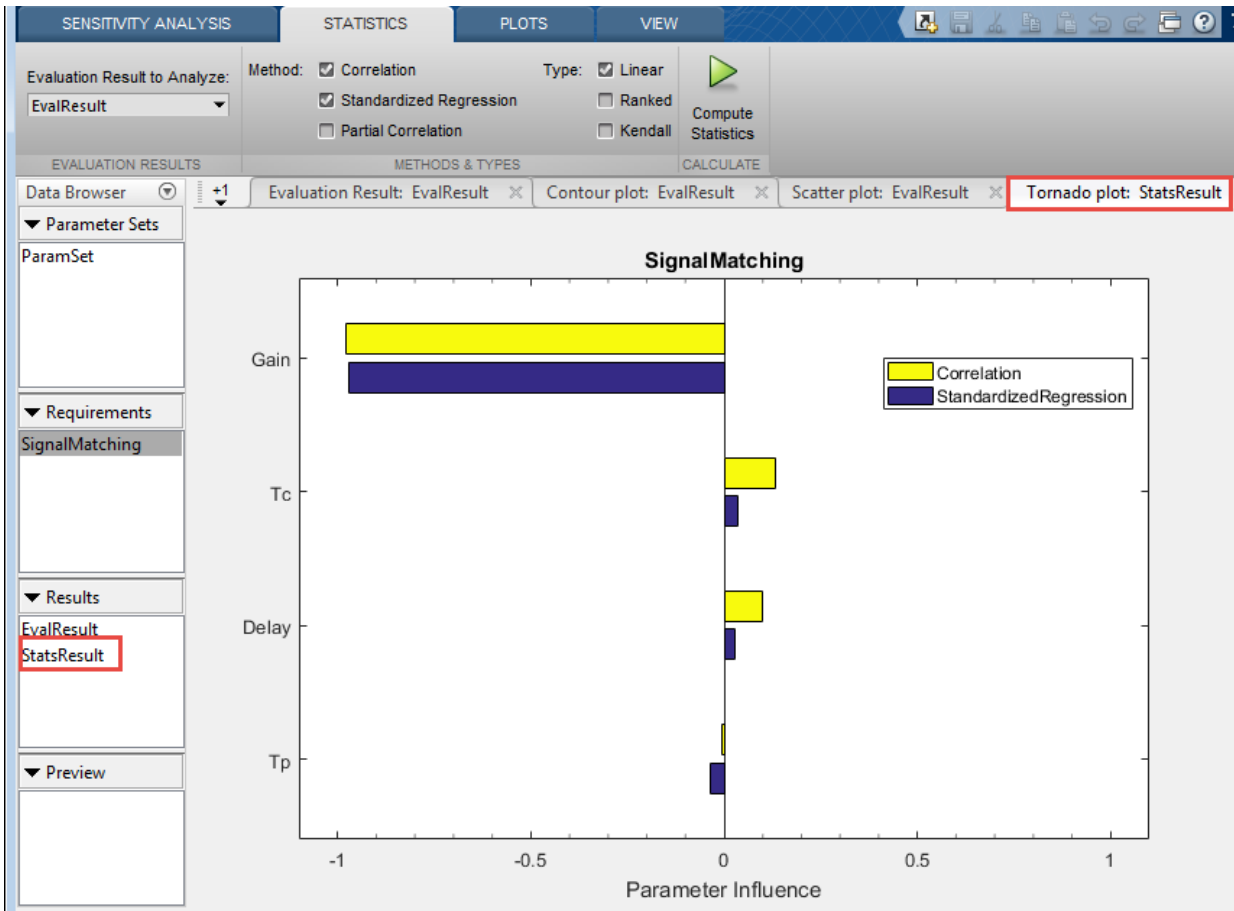 SENSITIVITY ANALYSIS
STATISTICS
PLOTS
VIEW
Evaluation Result to Analyze:
EvalResult
EVALUATION RESULTS
Method:
Correlation
Standardized Regression
Partial Correlation
Type:
Linear
Ranked
Kendall
METHODS & TYPES
Compute
Statistics
CALCULATE
Data Browser
+1
Evaluation Result: EvalResult
Contour plot: EvalResult
Scatter plot: EvalResult
Tornado plot: StatsResult
Parameter Sets
ParamSet
Requirements
SignalMatching
Results
EvalResult
StatsResult
Preview
SignalMatching
Gain
Tc
Delay
Tp
Correlation
StandardizedRegression
-1
-0.5
0
0.5
1
Parameter Influence